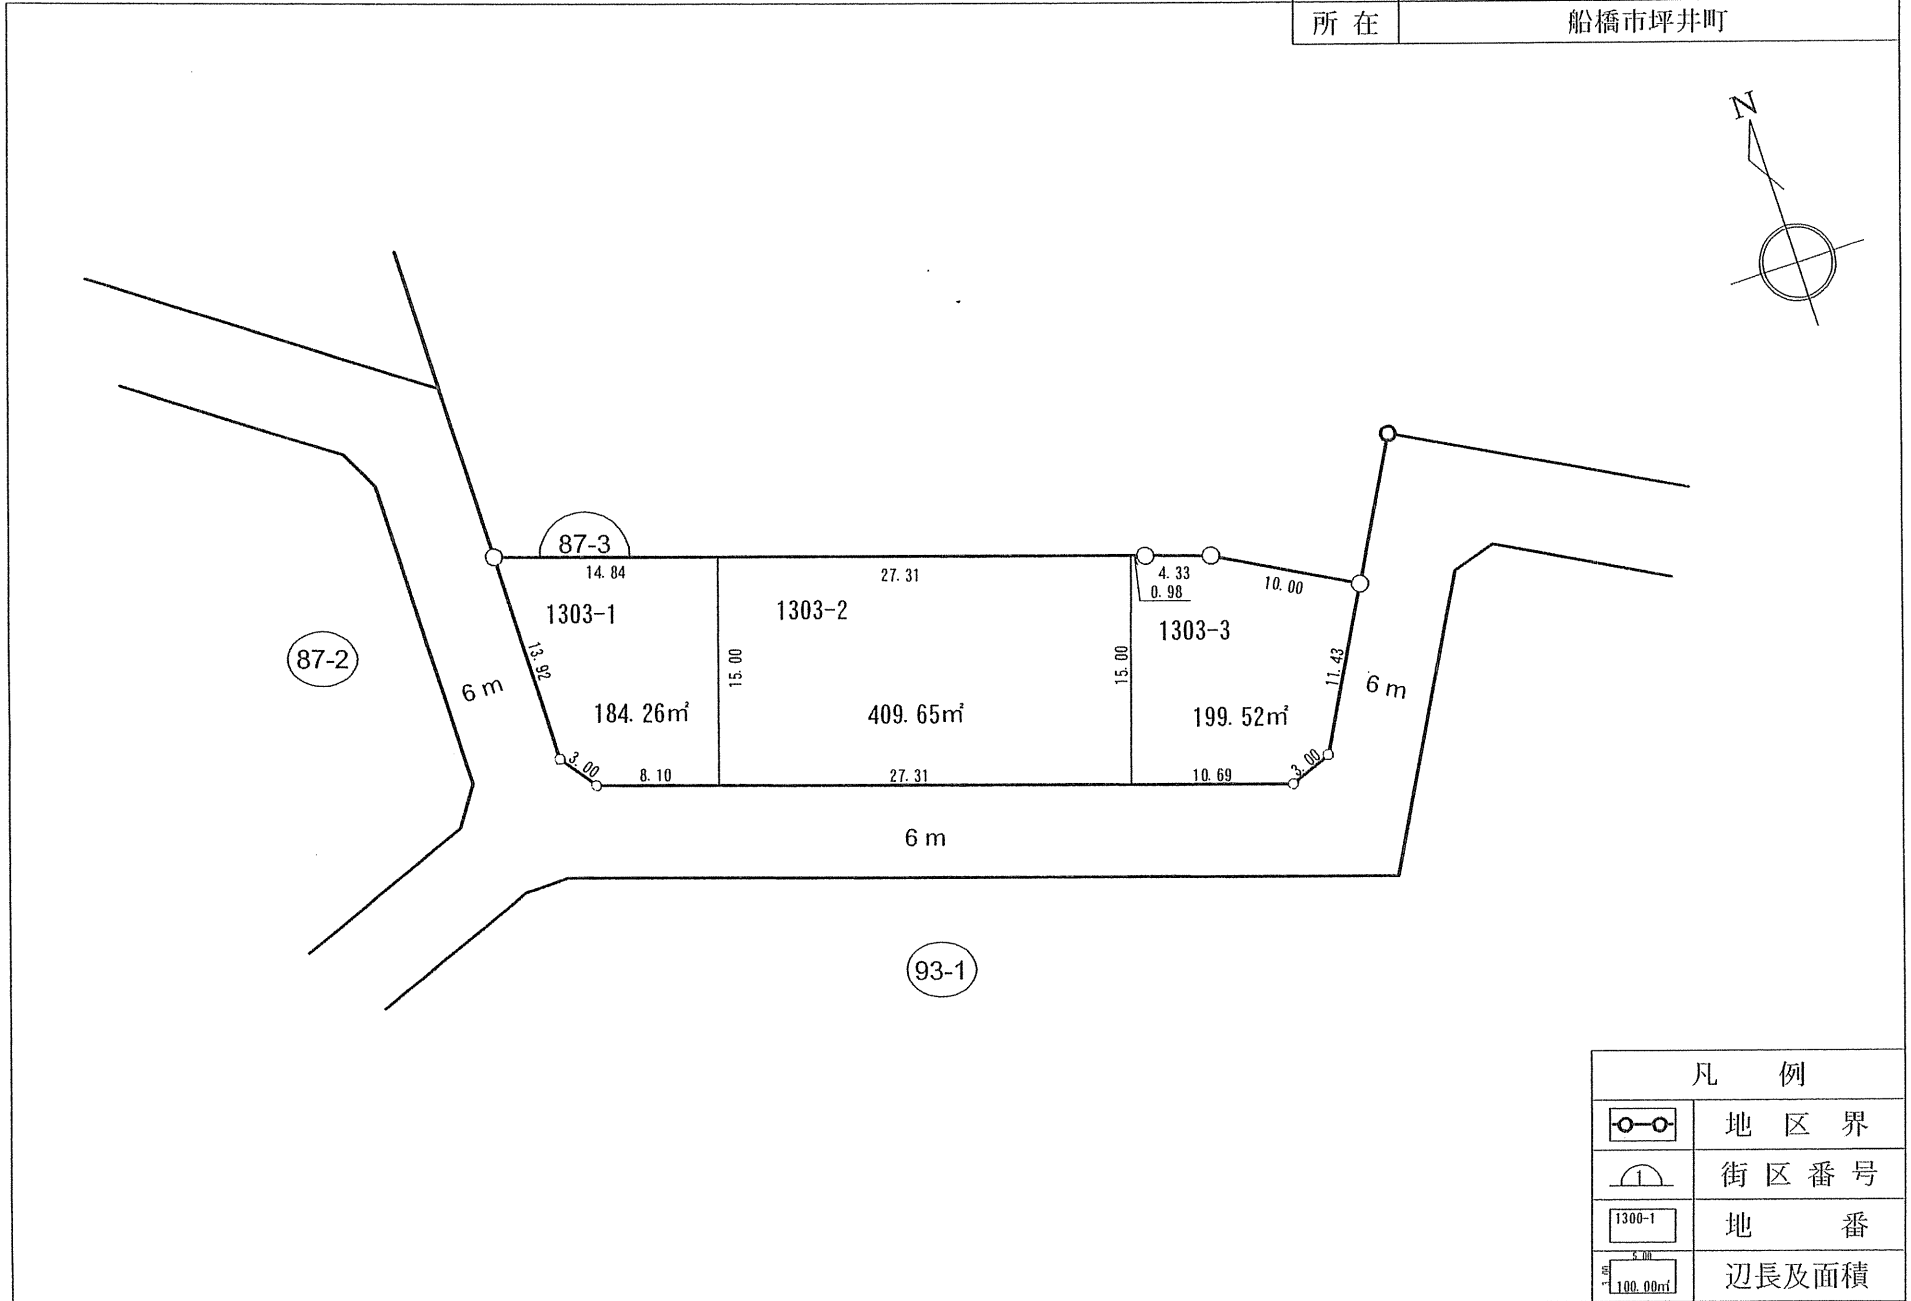 所在 船橋市坪井町
N
87-3
14.84
27.31
4.33
0.98
10.00
1303-1
1303-2
1303-3
87-2
13.92
15.00
15.00
11.43
6 m
6 m
184.26㎡
409.65㎡
199.52㎡
3.00
8.10
27.31
10.69
3.00
6 m
93-1
凡 例
地 区 界
1
街 区 番 号
1300-1
地 番
5.00
3.00
100.00㎡
辺長及面積